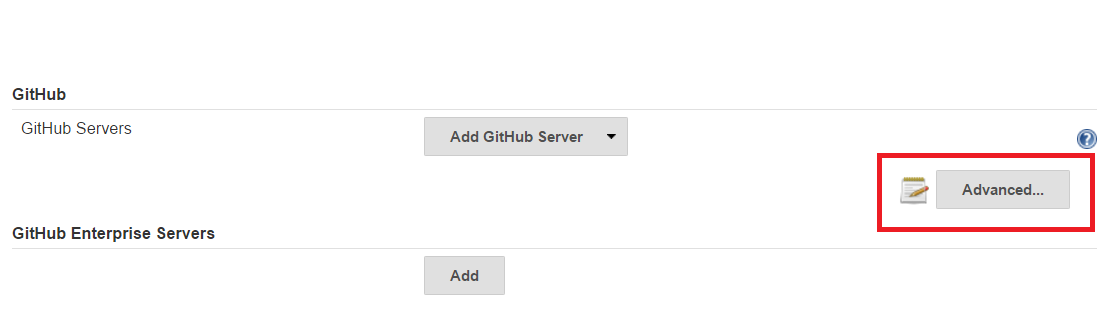 GitHub
GitHub Servers
Add GitHub Server
?
Advanced...
GitHub Enterprise Servers
Add